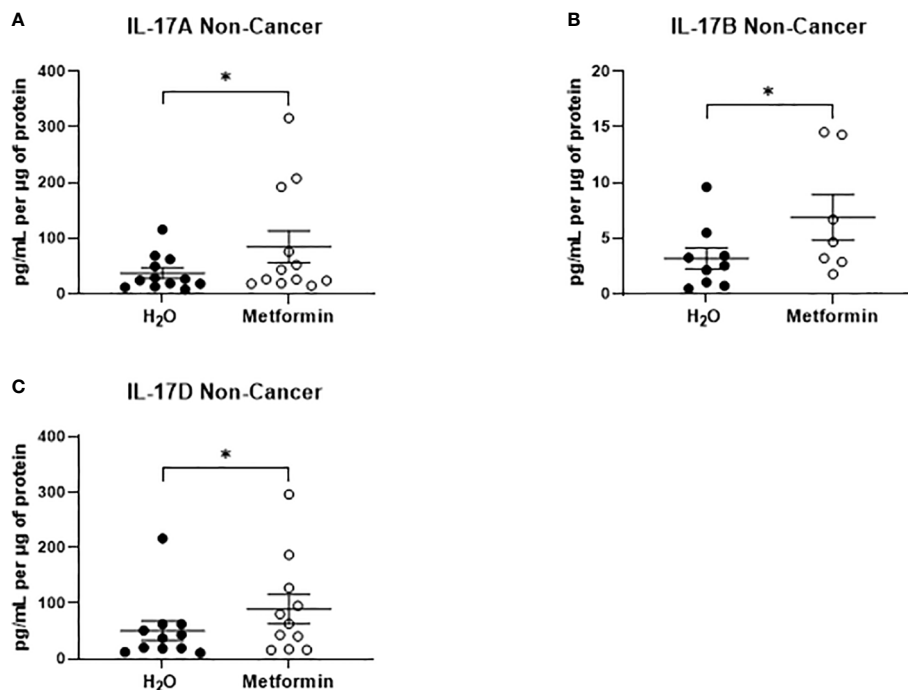 A
IL-17A Non-Cancer
pg/mL per µg of protein
400
300
200
100
0
*
H₂O
Metformin
B
IL-17B Non-Cancer
pg/mL per µg of protein
20
15
10
5
0
*
H₂O
Metformin
C
IL-17D Non-Cancer
pg/mL per µg of protein
400
300
200
100
0
*
H₂O
Metformin